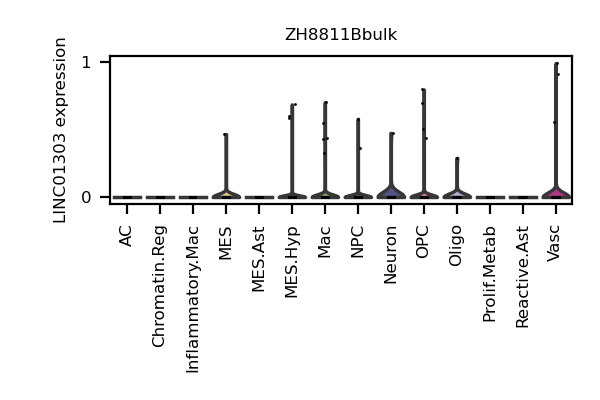 ZH8811Bbulk
LINC01303 expression
1
0
AC
Chromatin.Reg
Inflammatory.Mac
MES
MES.Ast
MES.Hyp
Mac
NPC
Neuron
OPC
Oligo
Prolif.Metab
Reactive.Ast
Vasc